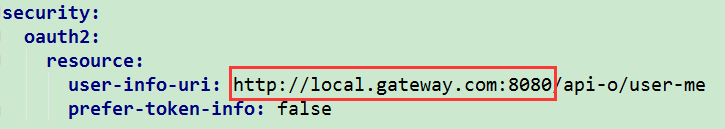 security:
oauth2:
resource:
user-info-uri: http://local.gateway.com:8080/api-o/user-me
prefer-token-info: false